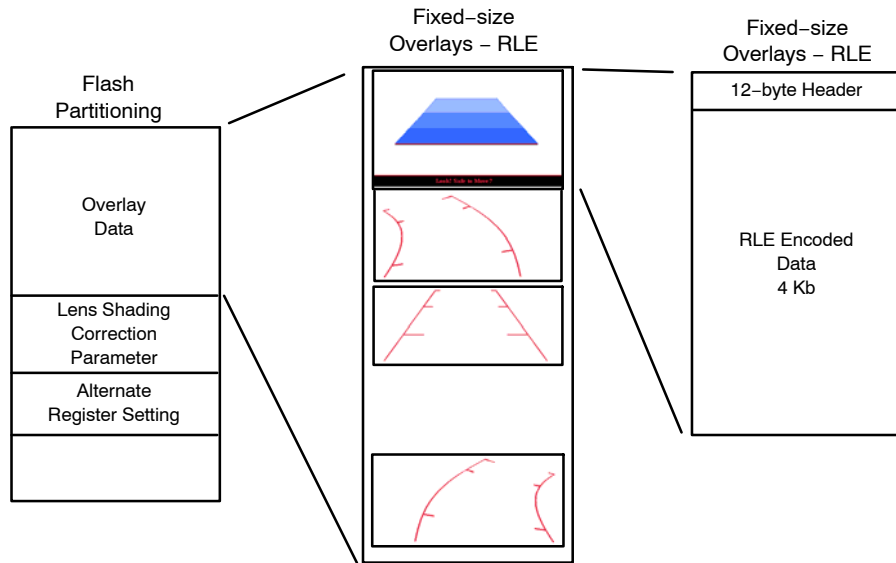 Flash
Partitioning
Overlay
Data
Lens Shading
Correction
Parameter
Alternate
Register Setting
Fixed−size
Overlays − RLE
Fixed−size
Overlays − RLE
12−byte Header
RLE Encoded
Data
4 Kb